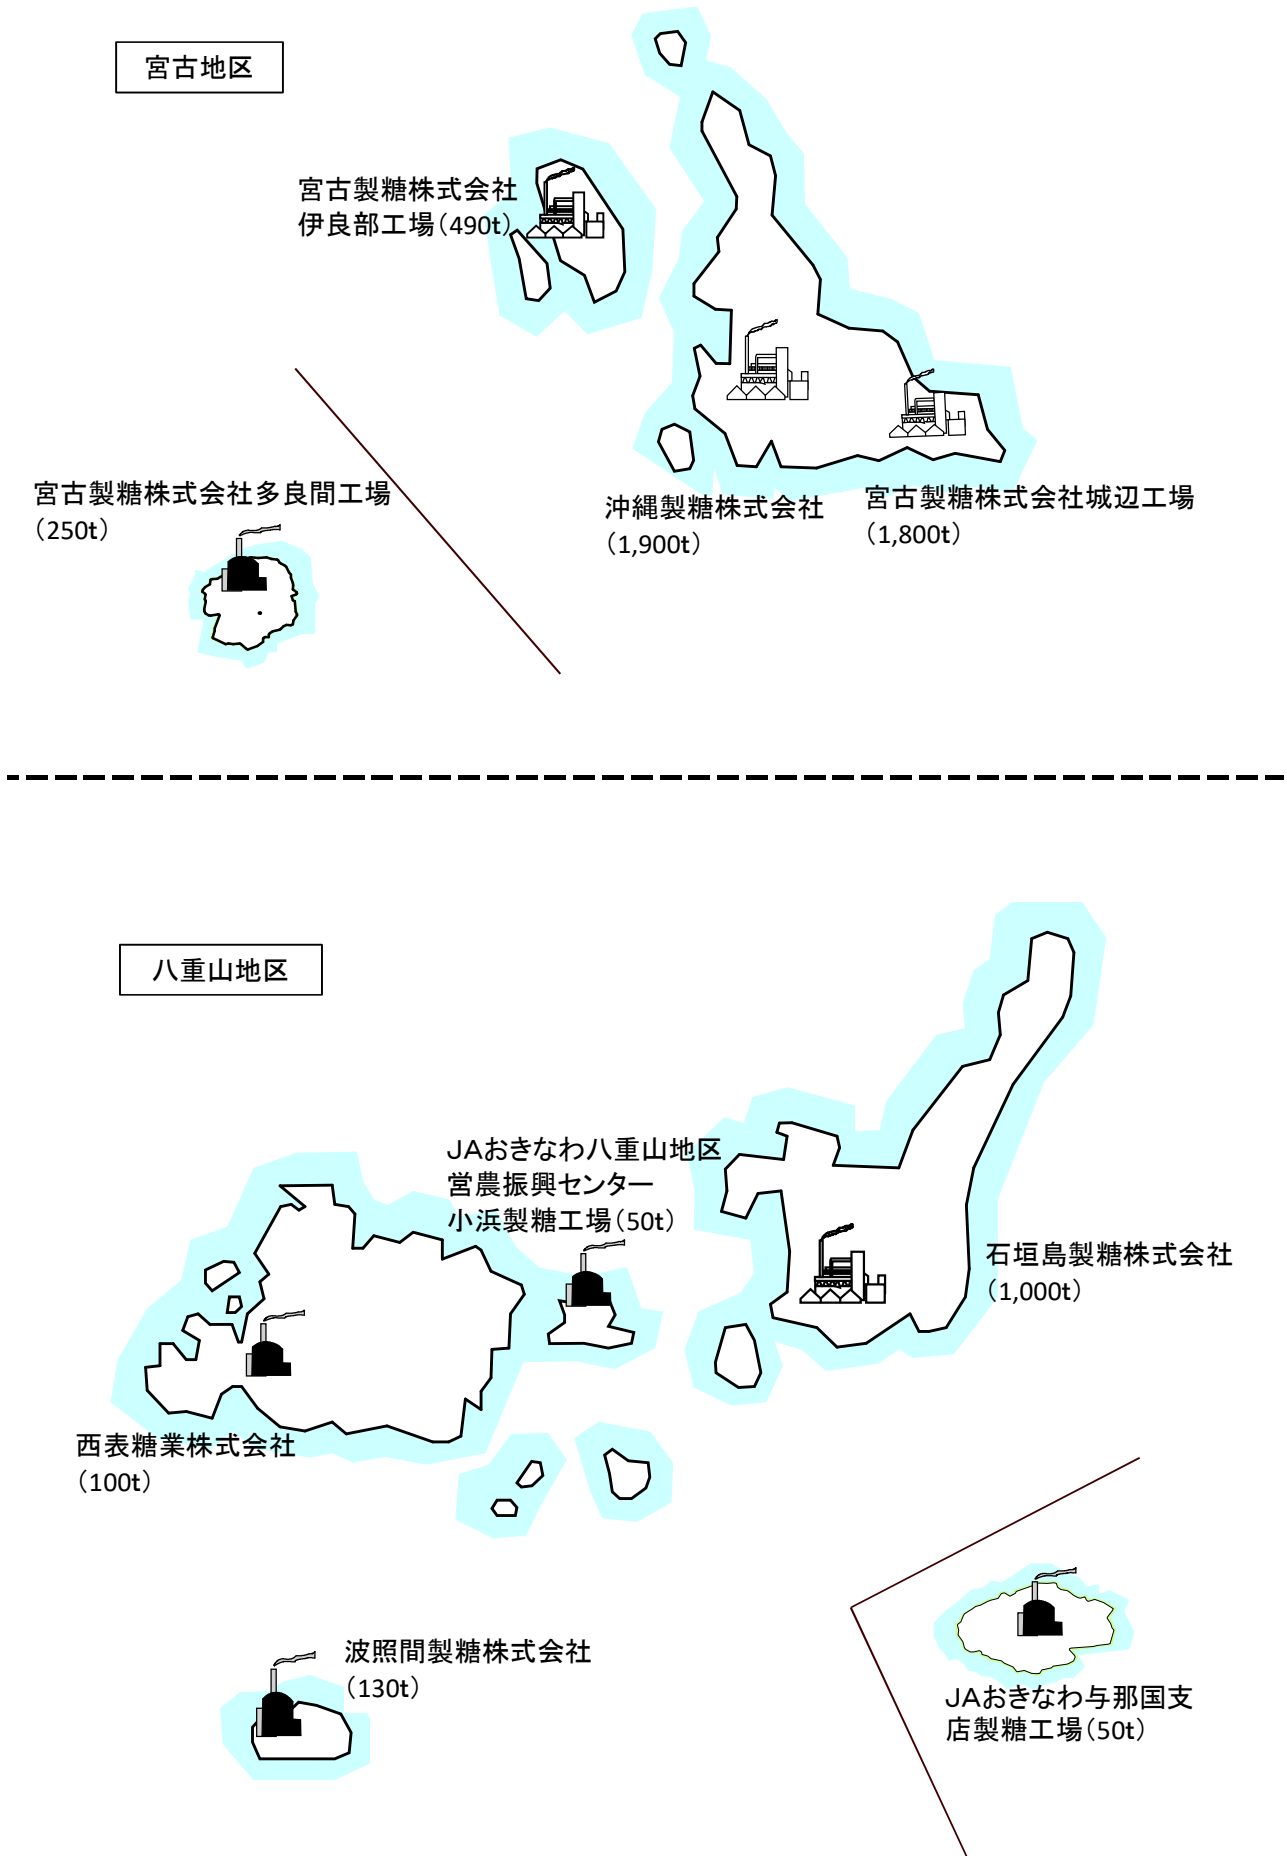 宮古地区
宮古製糖株式会社
伊良部工場（490t）
宮古製糖株式会社多良間工場
（250t）
沖縄製糖株式会社
（1,900t）
宮古製糖株式会社城辺工場
（1,800t）
八重山地区
JAおきなわ八重山地区
営農振興センター
小浜製糖工場（50t）
石垣島製糖株式会社
（1,000t）
西表糖業株式会社
（100t）
波照間製糖株式会社
（130t）
JAおきなわ与那国支
店製糖工場（50t）